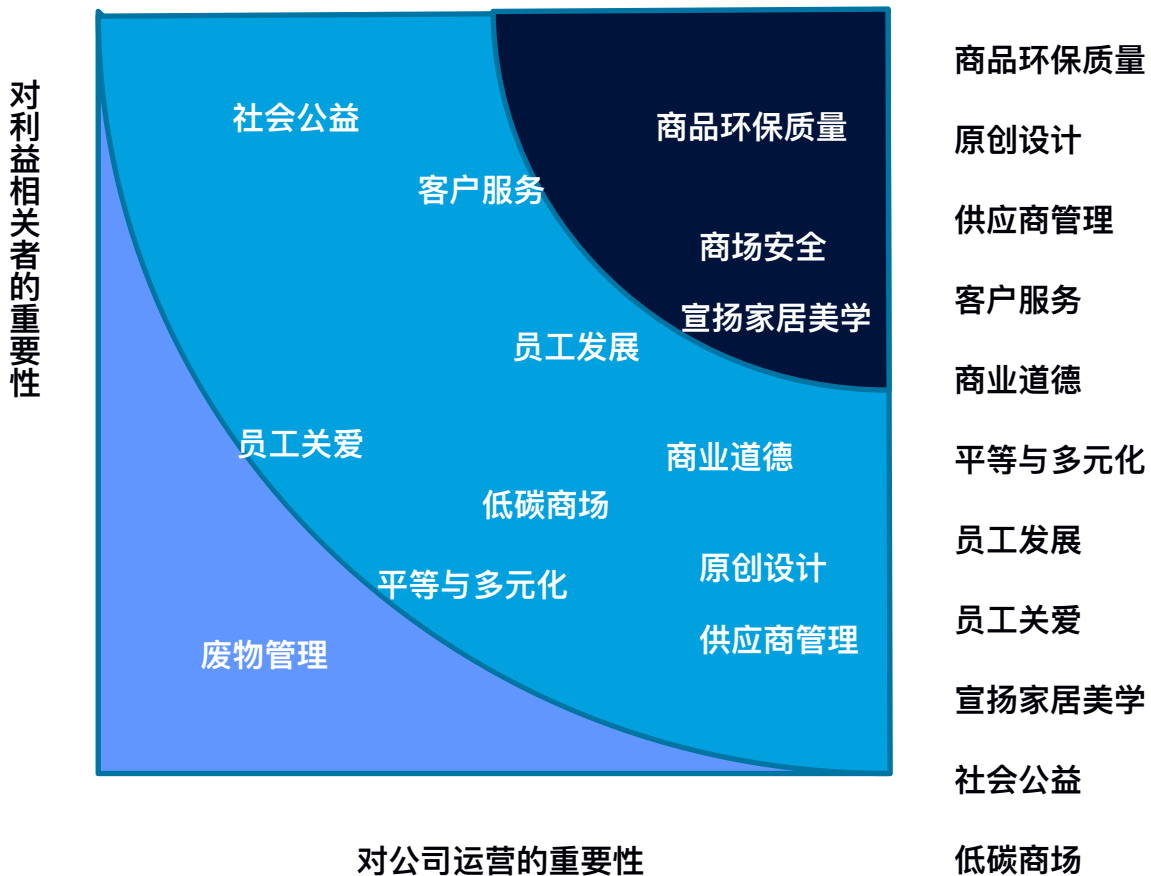 对利益相关者的重要性
社会公益
商品环保质量
客户服务
商场安全
宣扬家居美学
员工发展
员工关爱
商业道德
低碳商场
原创设计
平等与多元化
供应商管理
废物管理
对公司运营的重要性
商品环保质量
原创设计
供应商管理
客户服务
商业道德
平等与多元化
员工发展
员工关爱
宣扬家居美学
社会公益
低碳商场